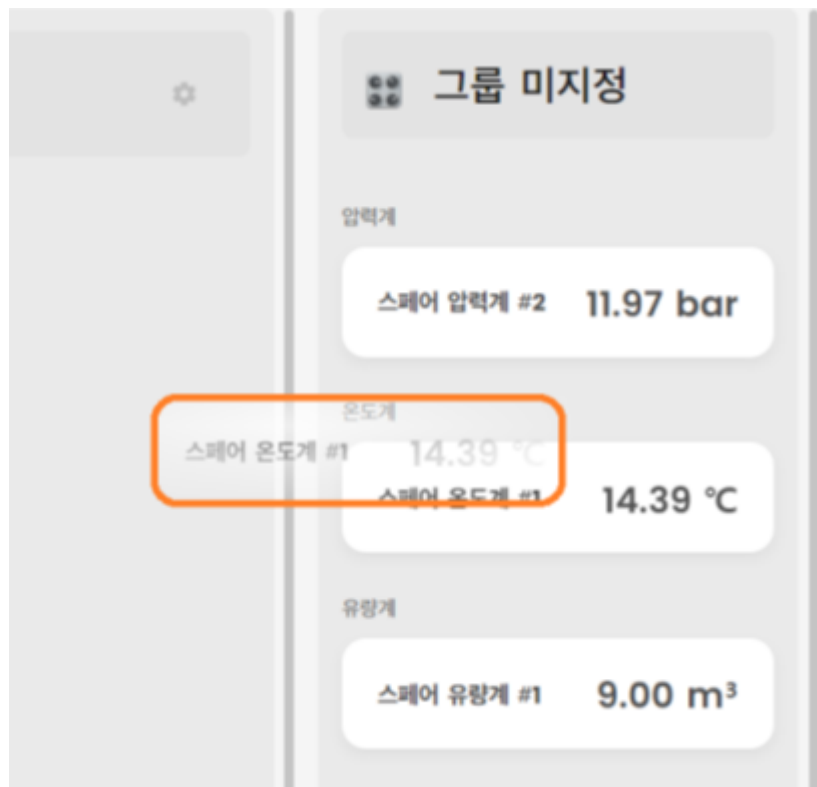 그룹 미지정
압력계
스페어 압력계 #2 11.97 bar
온도계
스페어 온도계 #1 14.39 ℃
스페어 온도계 #1 14.39 ℃
유량계
스페어 유량계 #1 9.00 m³